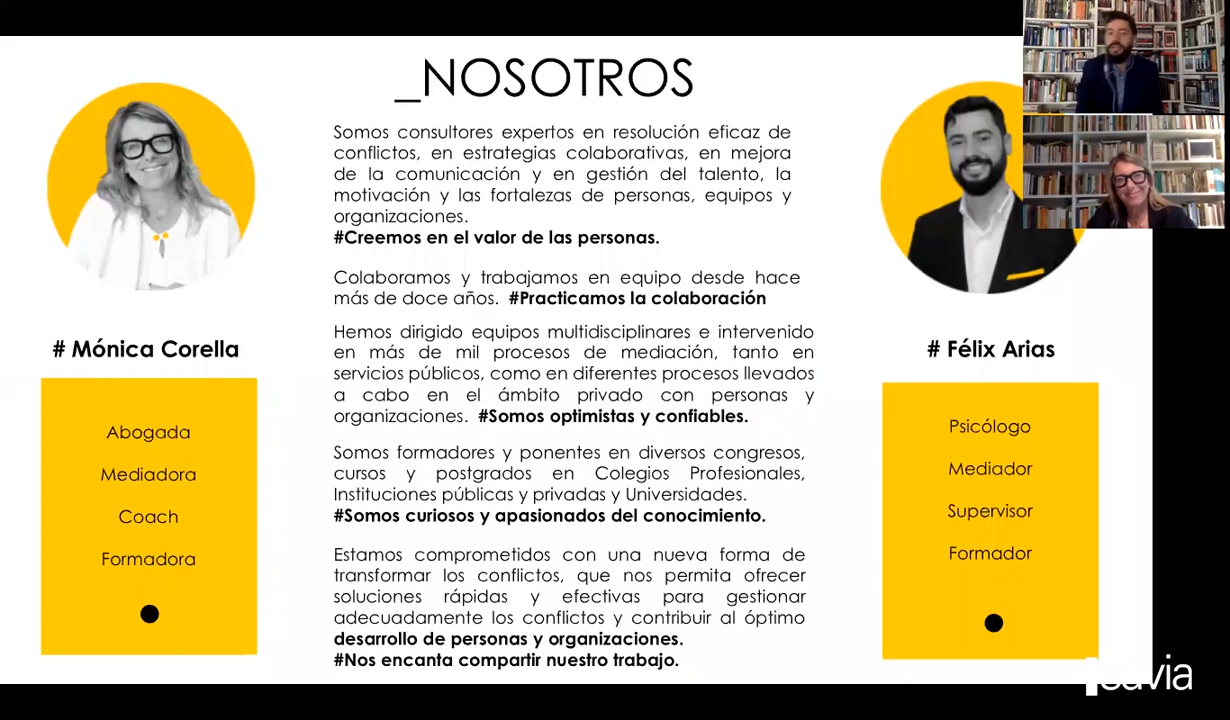 _NOSOTROS
Somos consultores expertos en resolución eficaz de
conflictos, en estrategias colaborativas, en mejora
de la comunicación y en gestión del talento, la
motivación y las fortalezas de personas, equipos y
organizaciones.
#Creemos en el valor de las personas.
Colaboramos y trabajamos en equipo desde hace
más de doce años. #Practicamos la colaboración
Hemos dirigido equipos multidisciplinares e intervenido
en más de mil procesos de mediación, tanto en
servicios públicos, como en diferentes procesos llevados
a cabo en el ámbito privado con personas y
organizaciones. #Somos optimistas y confiables.
Somos formadores y ponentes en diversos congresos,
cursos y postgrados en Colegios Profesionales,
Instituciones públicas y privadas y Universidades.
#Somos curiosos y apasionados del conocimiento.
Estamos comprometidos con una nueva forma de
transformar los conflictos, que nos permita ofrecer
soluciones rápidas y efectivas para gestionar
adecuadamente los conflictos y contribuir al óptimo
desarrollo de personas y organizaciones.
#Nos encanta compartir nuestro trabajo.
# Mónica Corella
Abogada
Mediadora
Coach
Formadora
# Félix Arias
Psicólogo
Mediador
Supervisor
Formador